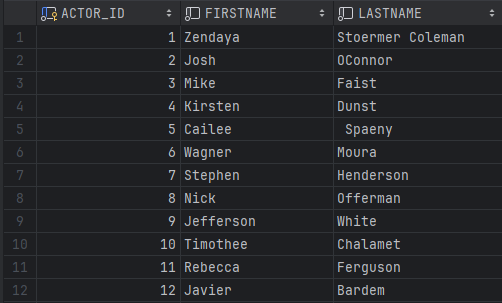 ACTOR_ID FIRSTNAME LASTNAME
1 1 Zendaya Stoermer Coleman
2 2 Josh OConnor
3 3 Mike Faist
4 4 Kirsten Dunst
5 5 Cailee Spaeny
6 6 Wagner Moura
7 7 Stephen Henderson
8 8 Nick Offerman
9 9 Jefferson White
10 10 Timothee Chalamet
11 11 Rebecca Ferguson
12 12 Javier Bardem